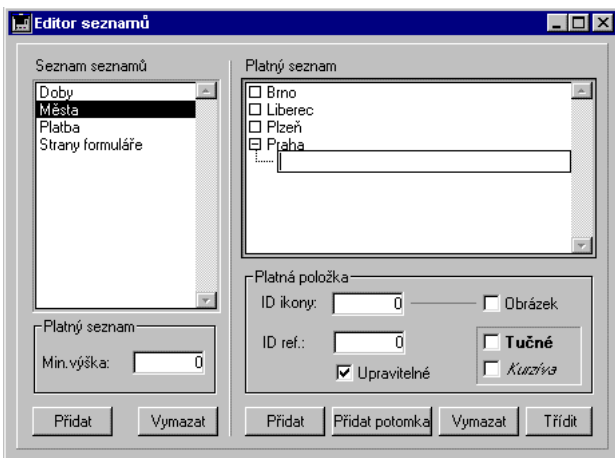 Editor seznamů
Seznam seznamů
Doby
Města
Platba
Strany formuláře
Platný seznam
Min.výška: 0
Přidat
Vymazat
Platný seznam
Brno
Liberec
Plzeň
Praha
Platná položka
ID ikony: 0
Obrázek
ID ref.: 0
Tučné
Upravitelné
Kurzíva
Přidat
Přidat potomka
Vymazat
Třídit